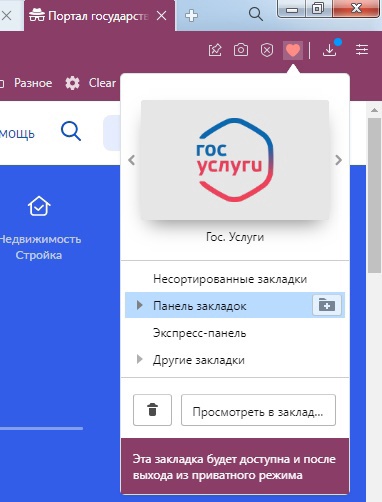 Портал государств
Разное
Clear
мощь
Недвижимость
Стройка
гос
услуги
Гос. Услуги
Несортированные закладки
Панель закладок
Экспресс-панель
Другие закладки
Просмотреть в заклад...
Эта закладка будет доступна и после
выхода из приватного режима